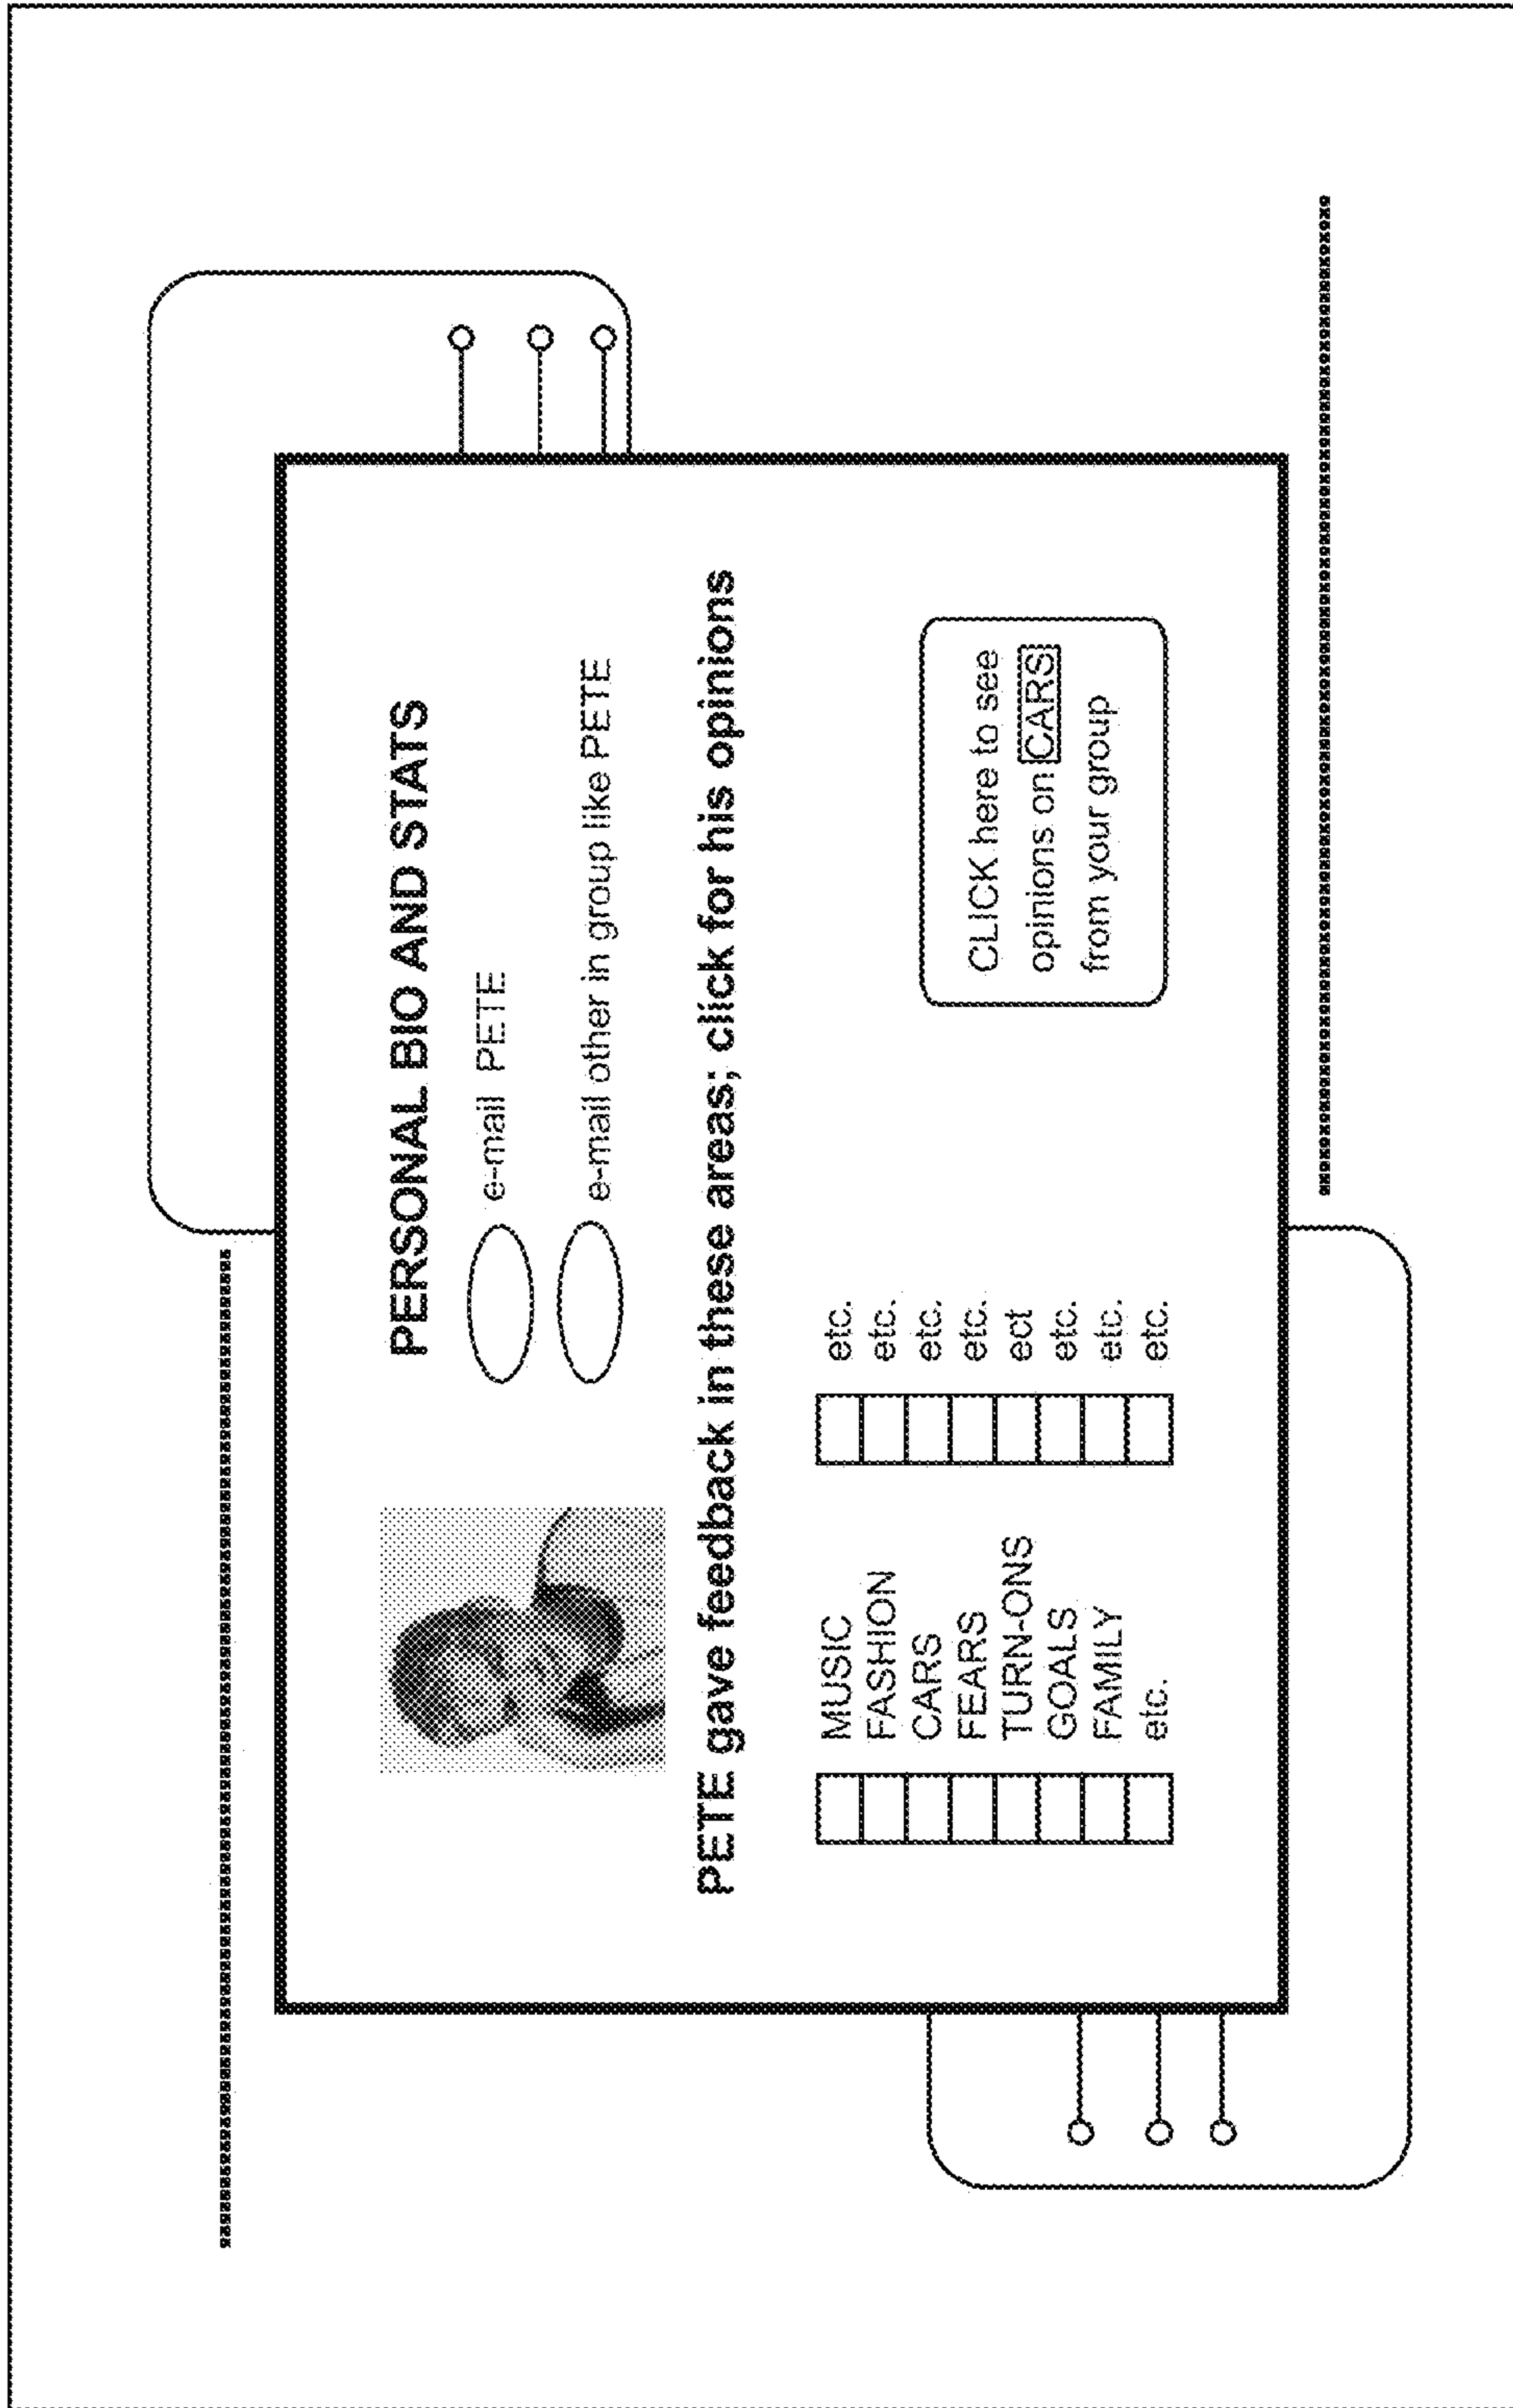 PERSONAL BIO AND STATS
e-mail PETE
e-mail other in group like PETE
PETE gave feedback in these areas; click for his opinions
MUSIC
FASHION
CARS
FEARS
TURN-ONS
GOALS
FAMILY
etc.
etc.
etc.
etc.
etc.
ect
etc.
etc.
etc.
CLICK here to see
opinions on CARS
from your group